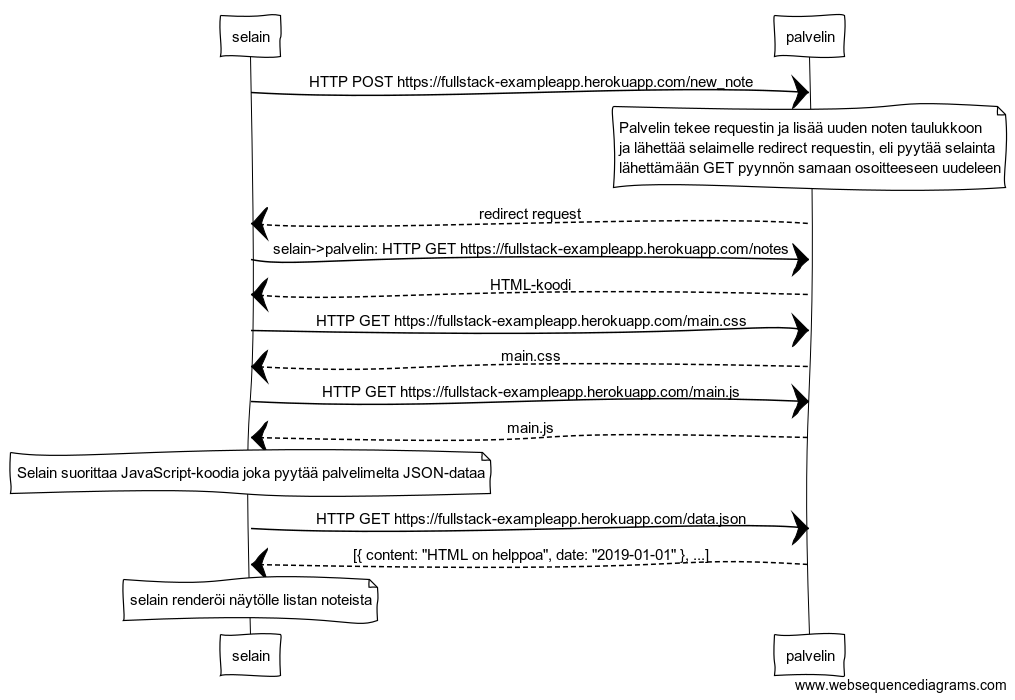 selain
palvelin
HTTP POST https://fullstack-exampleapp.herokuapp.com/new_note
Palvelin tekee requestin ja lisää uuden noten taulukkoon
ja lähettää selaimelle redirect requestin, eli pyytää selainta
lähettämään GET pyynnön samaan osoitteeseen uudeleen
redirect request
selain->palvelin: HTTP GET https://fullstack-exampleapp.herokuapp.com/notes
HTML-koodi
HTTP GET https://fullstack-exampleapp.herokuapp.com/main.css
main.css
HTTP GET https://fullstack-exampleapp.herokuapp.com/main.js
main.js
Selain suorittaa JavaScript-koodia joka pyytää palvelimelta JSON-dataa
HTTP GET https://fullstack-exampleapp.herokuapp.com/data.json
[{ content: "HTML on helppoa", date: "2019-01-01" }, ...]
selain renderöi näytölle listan noteista
selain
palvelin
www.websequencediagrams.com